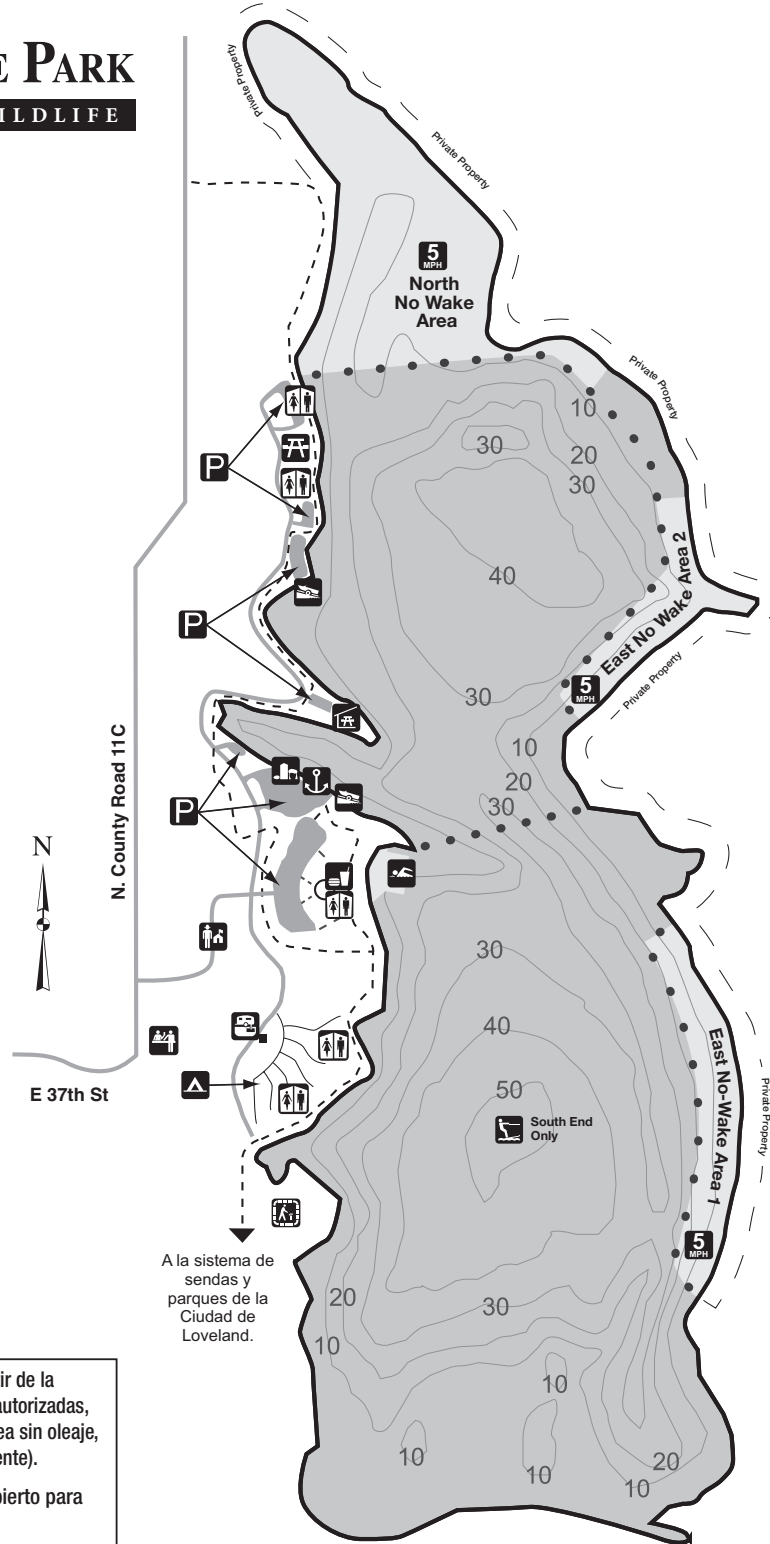 E PARK
ILDLIFE
Private Property
Private Property
5
MPH
North
No Wake
Area
Private Property
10
30
20
30
P
40
East No Wake Area 2
P
5
MPH
Private Property
30
10
20
30
P
N. County Road 11C
N
30
40
E 37th St
50
South End
Only
East No-Wake Area 1
Private Property
5
MPH
A la sistema de
sendas y
parques de la
Ciudad de
Loveland.
20
30
10
10
10
10
20
10
ir de la
autorizadas,
ea sin oleaje,
ente).
bierto para